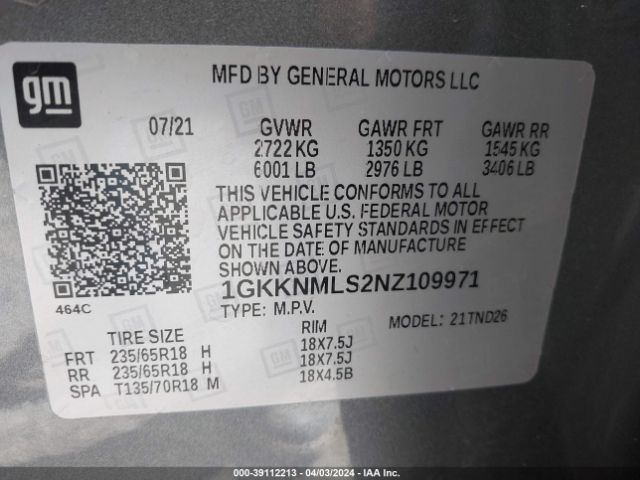 gm
MFD BY GENERAL MOTORS LLC
07/21 GVWR GAWR FRT GAWR RR
2722 KG 1350 KG 1545 KG
6001 LB 2976 LB 3406 LB
THIS VEHICLE CONFORMS TO ALL
APPLICABLE U.S. FEDERAL MOTOR
VEHICLE SAFETY STANDARDS IN EFFECT
ON THE DATE OF MANUFACTURE
SHOWN ABOVE.
1GKKNMLS2NZ109971
464C
TYPE: M.P.V. MODEL: 21TND26
TIRE SIZE RIM
FRT 235/65R18 H 18X7.5J
RR 235/65R18 H 18X7.5J
SPA T135/70R18 M 18X4.5B
000-39112213 - 04/03/2024 - IAA Inc.